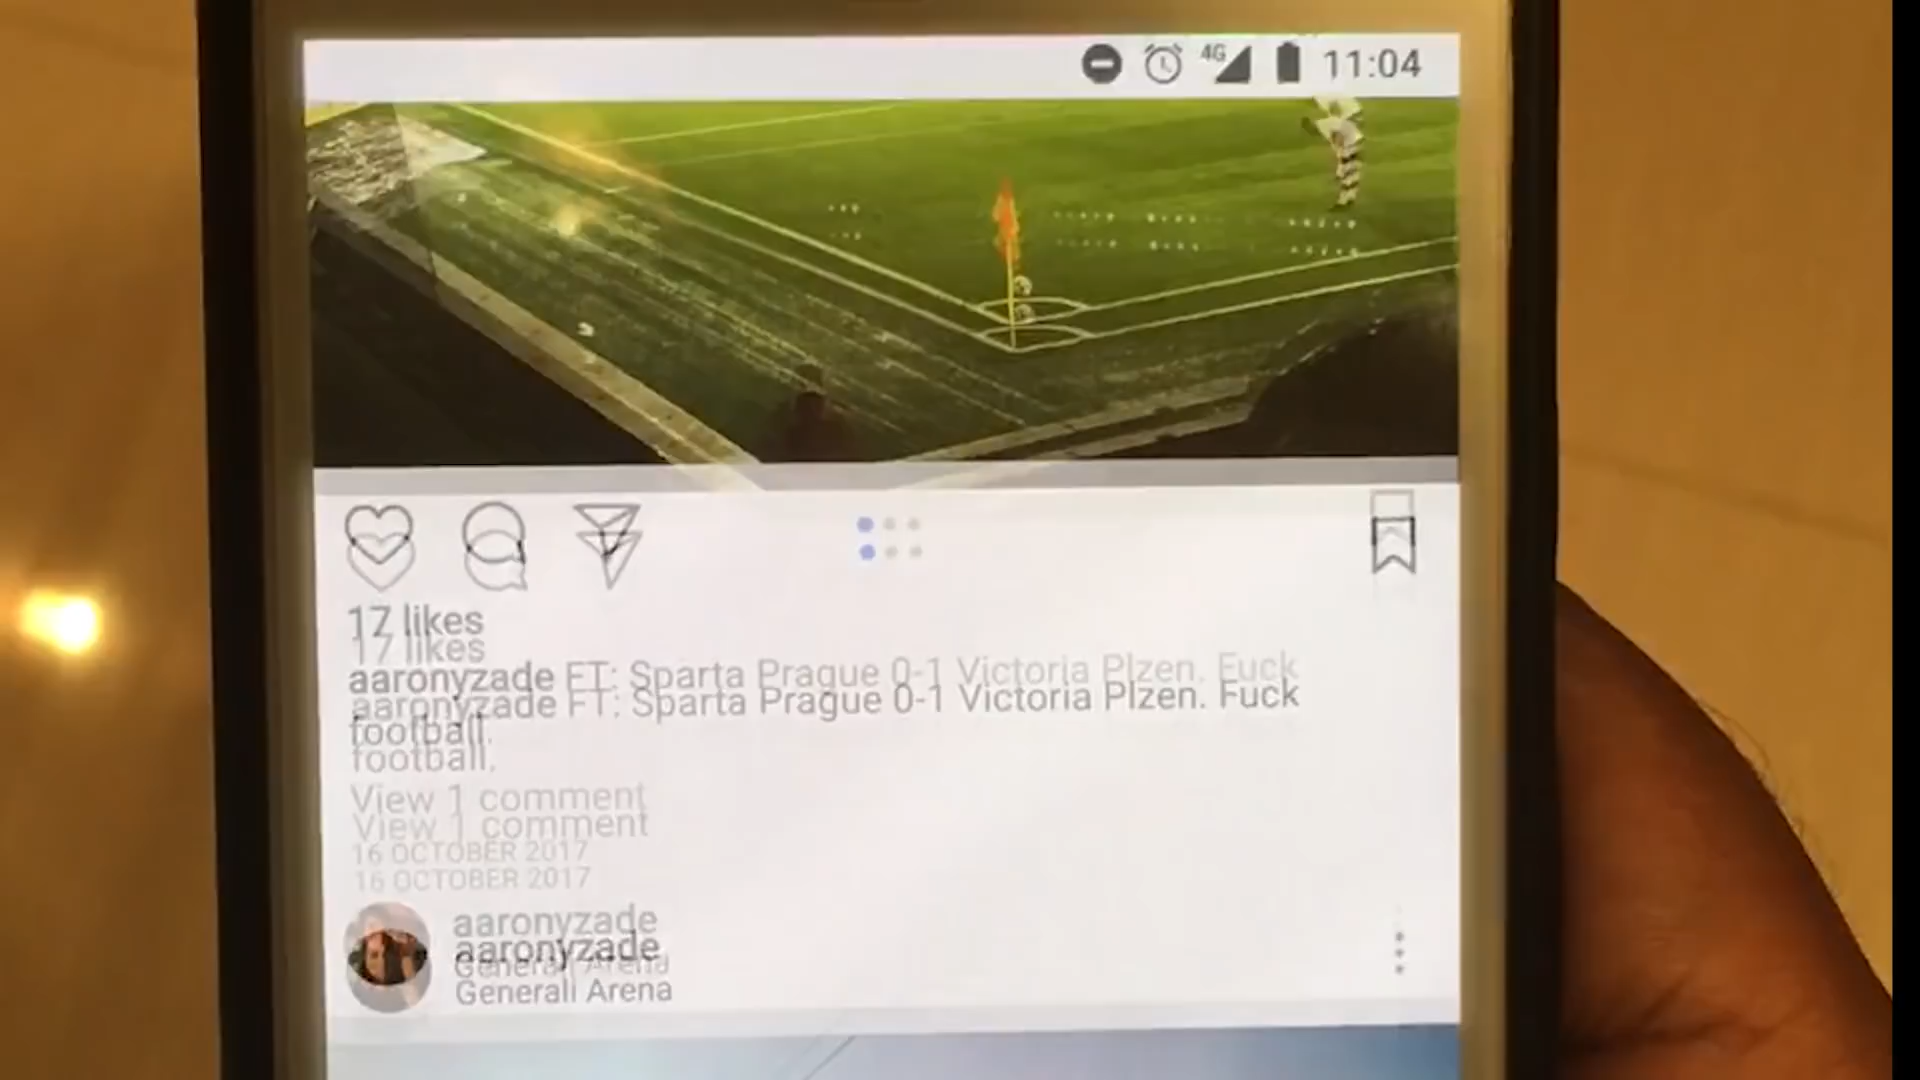 4G 11:04
17 likes
aaronyzade FT: Sparta Prague 0-1 Victoria Plzen. Fuck
football.
View 1 comment
16 OCTOBER 2017
aaronyzade
Generali Arena